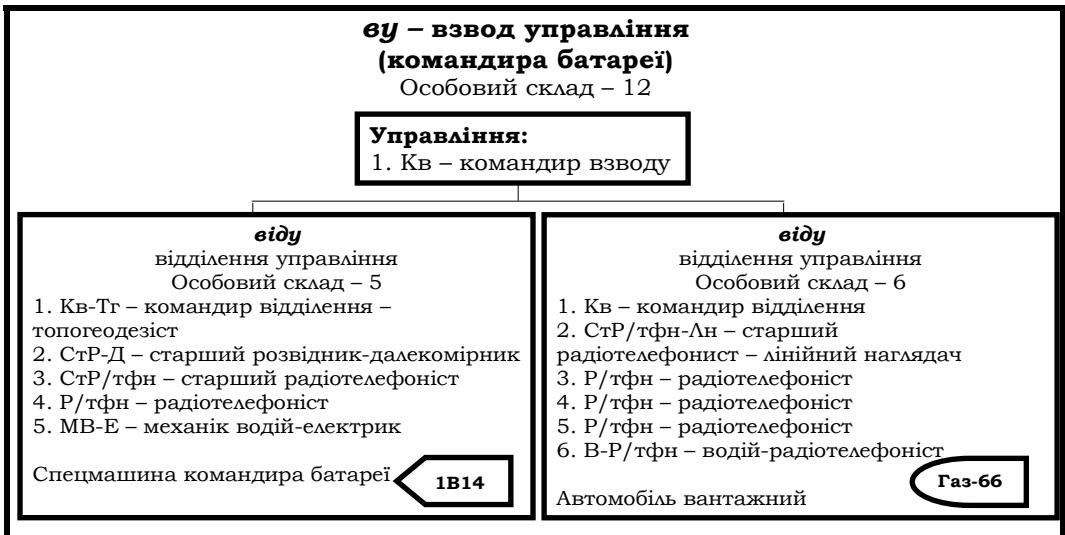 ву – взвод управління
(командира батареї)
Особовий склад – 12
Управління:
1. Кв – командир взводу
віду
відділення управління
Особовий склад – 5
1. Кв-Тг – командир відділення –
топогеодезіст
2. СтР-Д – старший розвідник-далекомірник
3. СтР/тфн – старший радіотелефоніст
4. Р/тфн – радіотелефоніст
5. МВ-Е – механік водій-електрик
Спецмашина командира батареї
1В14
віду
відділення управління
Особовий склад – 6
1. Кв – командир відділення
2. СтР/тфн-Лн – старший
радіотелефонист – лінійний наглядач
3. Р/тфн – радіотелефоніст
4. Р/тфн – радіотелефоніст
5. Р/тфн – радіотелефоніст
6. В-Р/тфн – водій-радіотелефоніст
Газ-66
Автомобіль вантажний